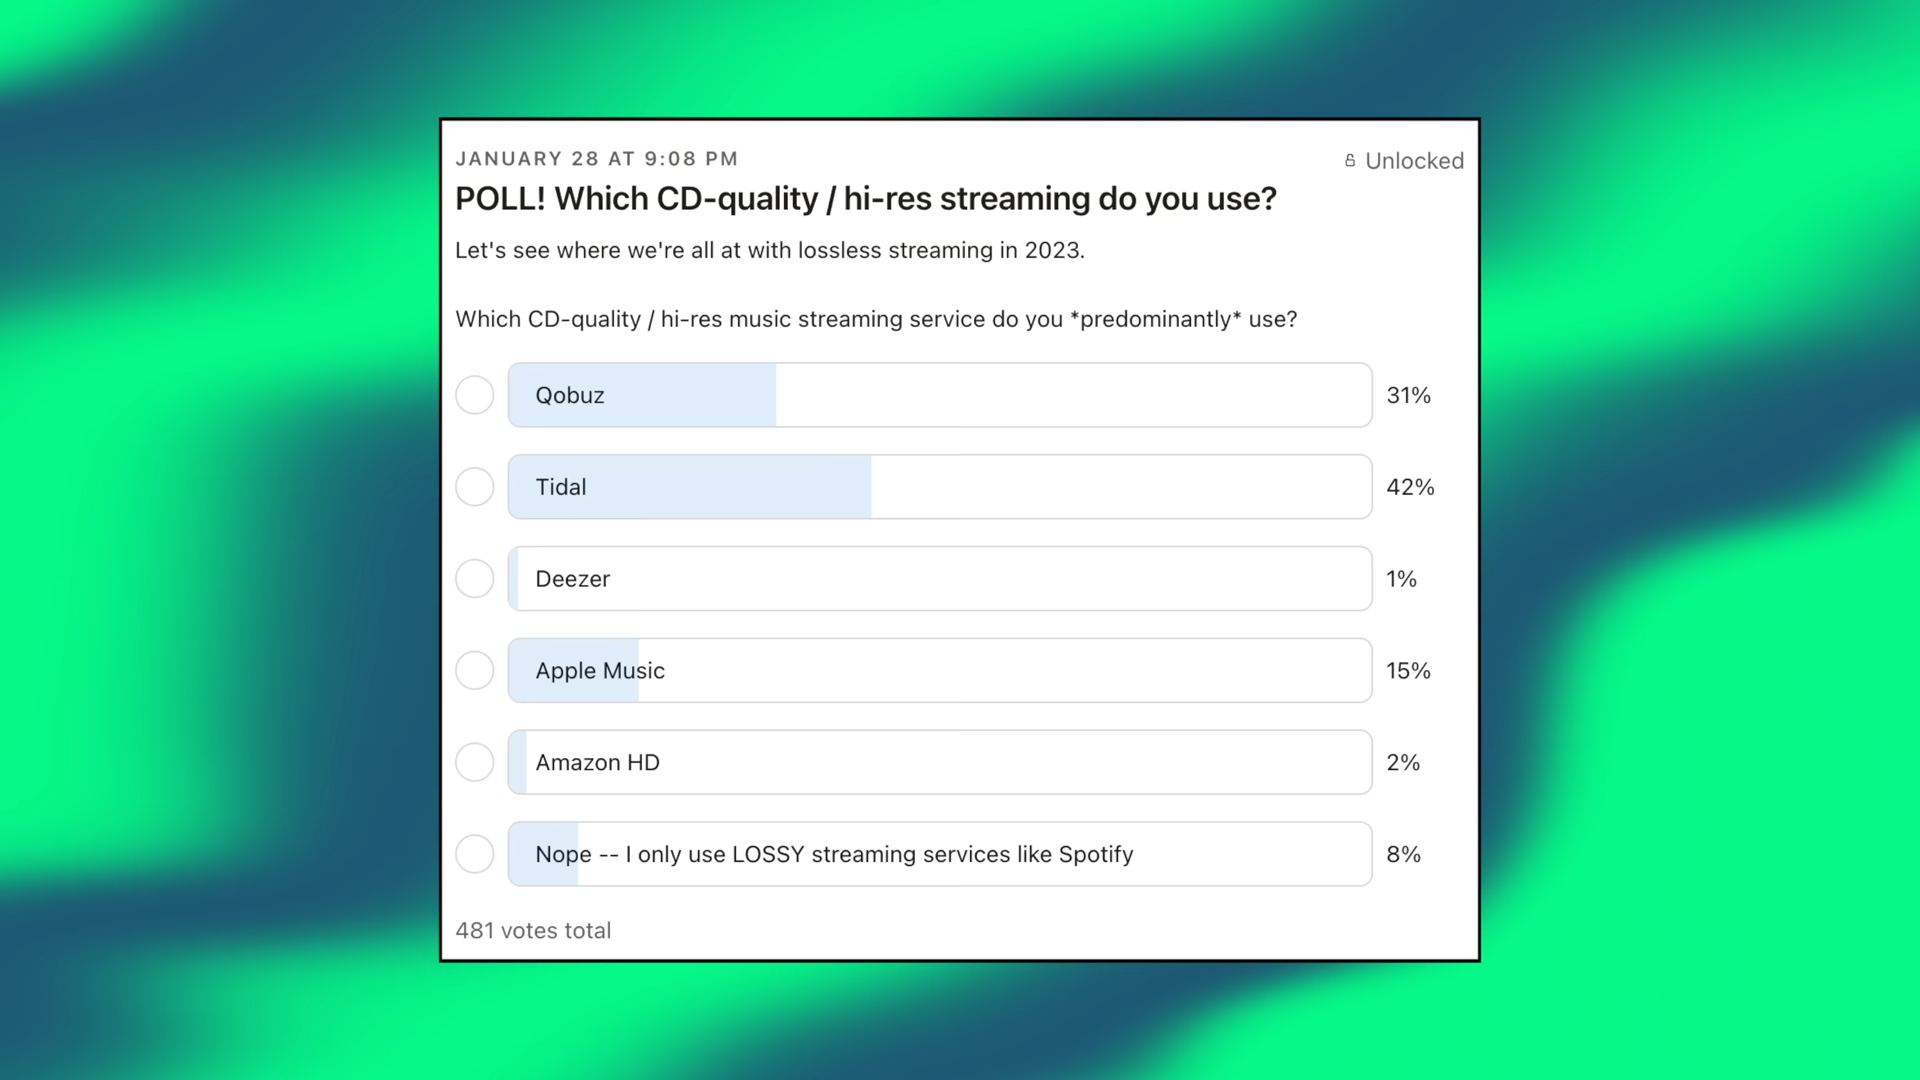 JANUARY 28 AT 9:08 PM
Unlocked
POLL! Which CD-quality / hi-res streaming do you use?
Let's see where we're all at with lossless streaming in 2023.
Which CD-quality / hi-res music streaming service do you *predominantly* use?
Qobuz 31%
Tidal 42%
Deezer 1%
Apple Music 15%
Amazon HD 2%
Nope -- I only use LOSSY streaming services like Spotify 8%
481 votes total